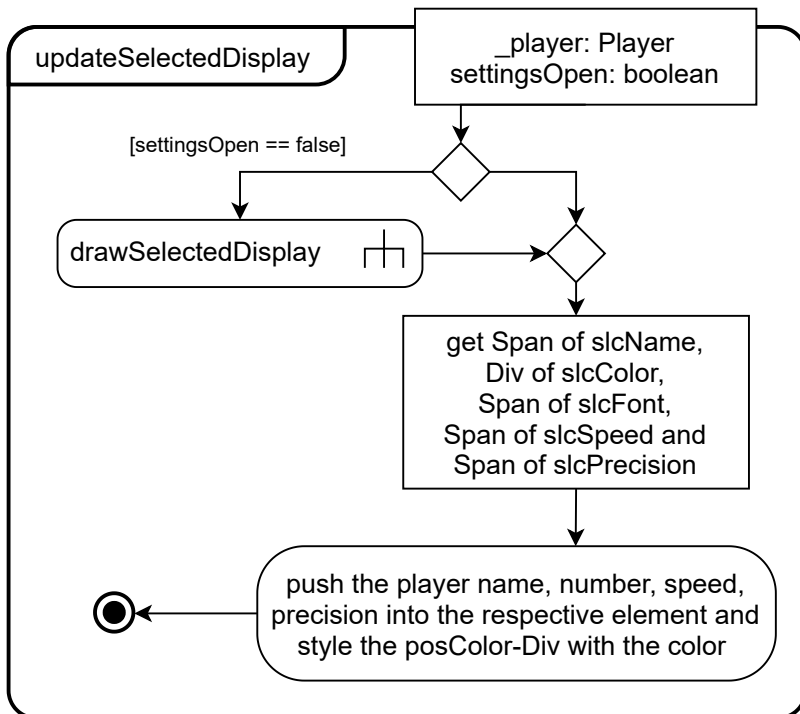 updateSelectedDisplay
_player: Player
settingsOpen: boolean
[settingsOpen == false]
drawSelectedDisplay
get Span of slcName,
Div of slcColor,
Span of slcFont,
Span of slcSpeed and
Span of slcPrecision
push the player name, number, speed,
precision into the respective element and
style the posColor-Div with the color